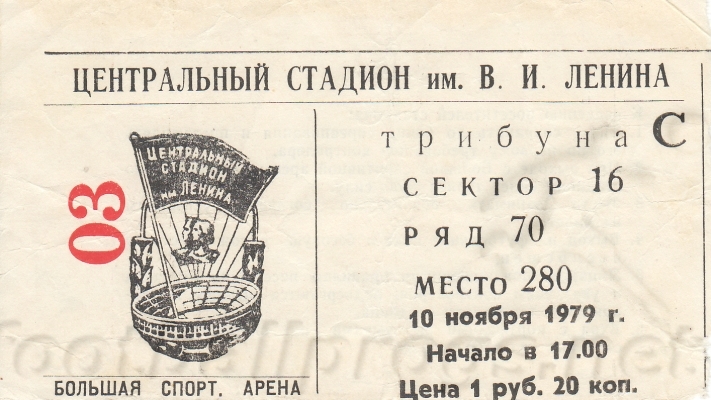 ЦЕНТРАЛЬНЫЙ СТАДИОН им. В. И. ЛЕНИНА
03
ЦЕНТРАЛЬНЫЙ
СТАДИОН
ИМ. ЛЕНИНА
БОЛЬШАЯ СПОРТ. АРЕНА
трибуна С
СЕКТОР 16
РЯД 70
МЕСТО 280
10 ноября 1979 г.
Начало в 17.00
Цена 1 руб. 20 коп.